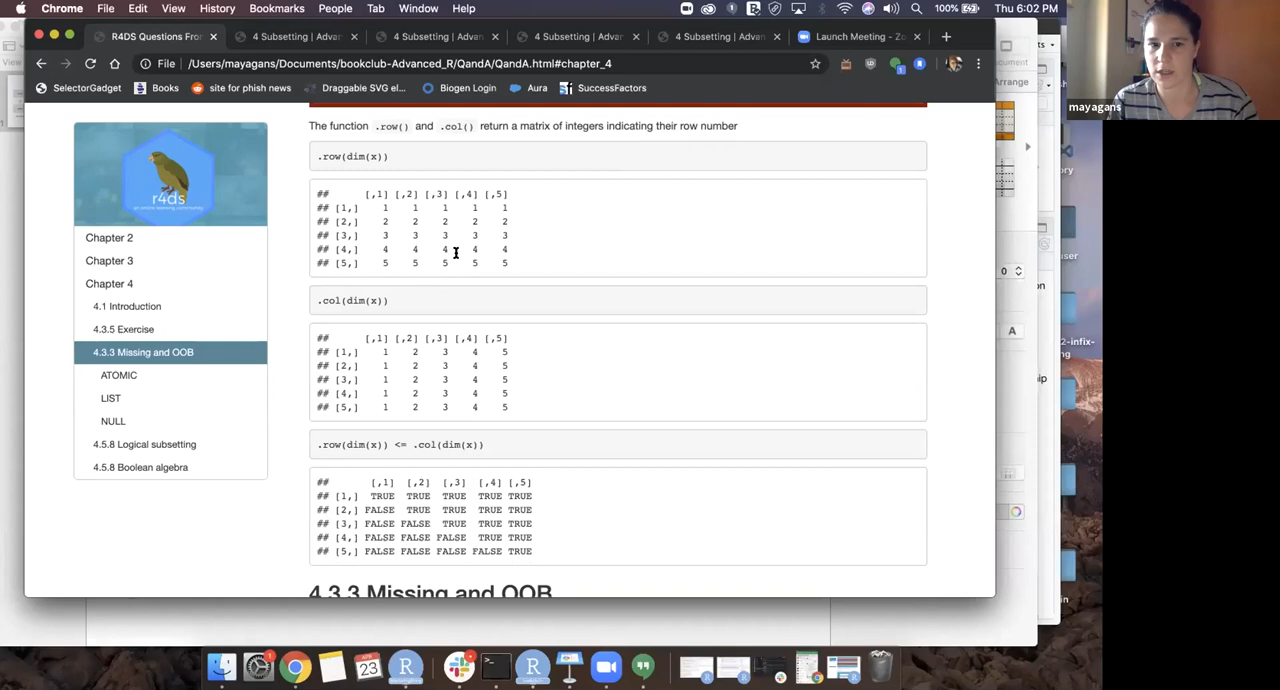 Chrome File Edit View History Bookmarks People Tab Window Help 100% Thu 6:02 PM
R4DS Questions Fro 4 Subsetting | Advan 4 Subsetting | Advan 4 Subsetting | Advan 4 Subsetting | Advan Launch Meeting - Zo
File /Users/mayagans/Documents/bookclub-Advanced_R/QandA/QandA.html#chapter_4
SelectorGadget Books site for phish news Aura SuccessFactors
mayagans
View
Arrange
r4ds
Chapter 2
Chapter 3
Chapter 4
4.1 Introduction
4.3.5 Exercise
4.3.3 Missing and OOB
ATOMIC
LIST
NULL
4.5.8 Logical subsetting
4.5.8 Boolean algebra
The function .row() and .col() return a matrix of integers indicating their row number
.row(dim(x))
## [,1] [,2] [,3] [,4] [,5]
## [1,] 1 1 1 1 1
## [2,] 2 2 2 2 2
## [3,] 3 3 3 3 3
## [4,] 4 4 4 4 4
## [5,] 5 5 5 5 5
.col(dim(x))
## [,1] [,2] [,3] [,4] [,5]
## [1,] 1 2 3 4 5
## [2,] 1 2 3 4 5
## [3,] 1 2 3 4 5
## [4,] 1 2 3 4 5
## [5,] 1 2 3 4 5
.row(dim(x)) <= .col(dim(x))
## [,1] [,2] [,3] [,4] [,5]
## [1,] TRUE TRUE TRUE TRUE TRUE
## [2,] FALSE TRUE TRUE TRUE TRUE
## [3,] FALSE FALSE TRUE TRUE TRUE
## [4,] FALSE FALSE FALSE TRUE TRUE
## [5,] FALSE FALSE FALSE FALSE TRUE
4.3.3 Missing and OOB
0
A
2-infix-
APR
23